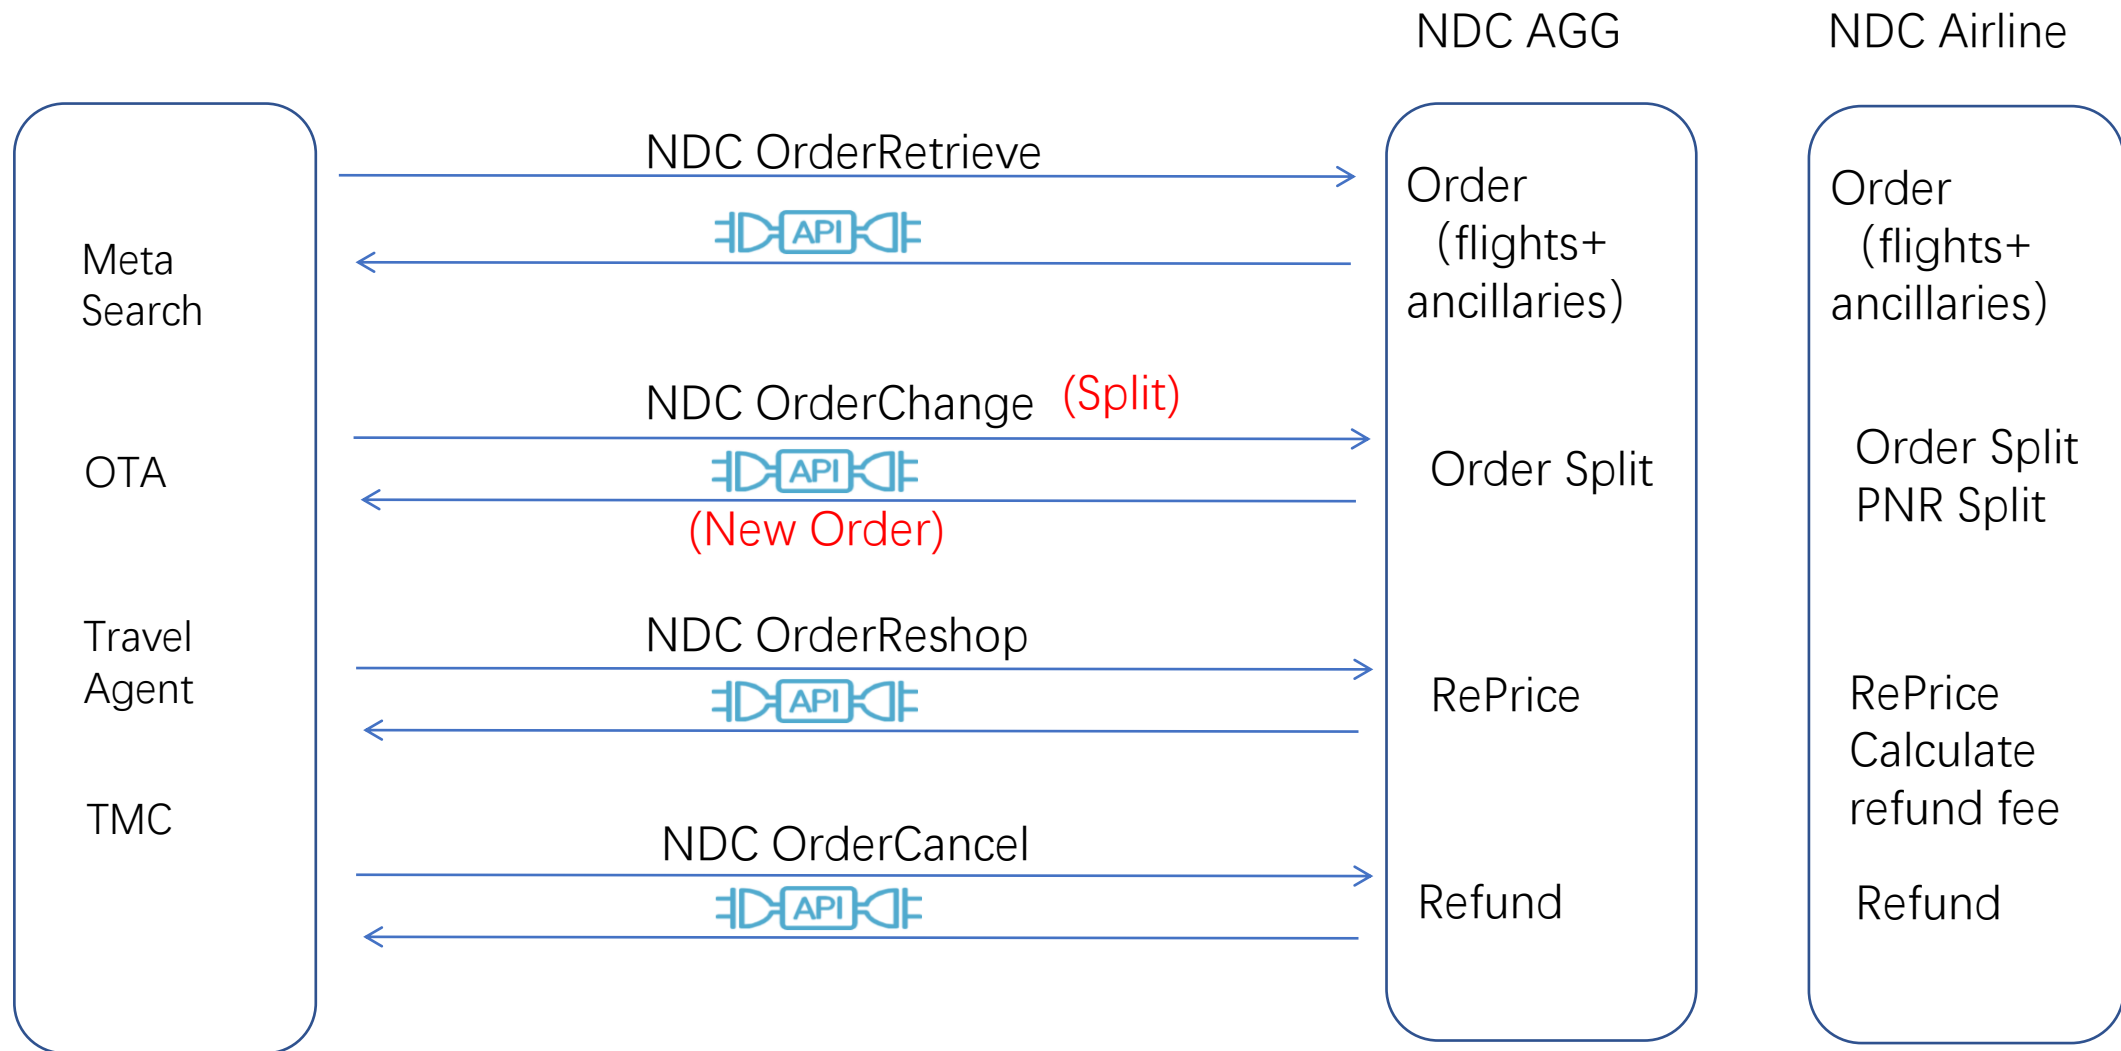 NDC AGG
NDC Airline
Meta
Search
OTA
Travel
Agent
TMC
NDC OrderRetrieve
API
NDC OrderChange
(Split)
API
(New Order)
NDC OrderReshop
API
NDC OrderCancel
API
Order
(flights+
ancillaries)
Order Split
RePrice
Refund
Order
(flights+
ancillaries)
Order Split
PNR Split
RePrice
Calculate
refund fee
Refund